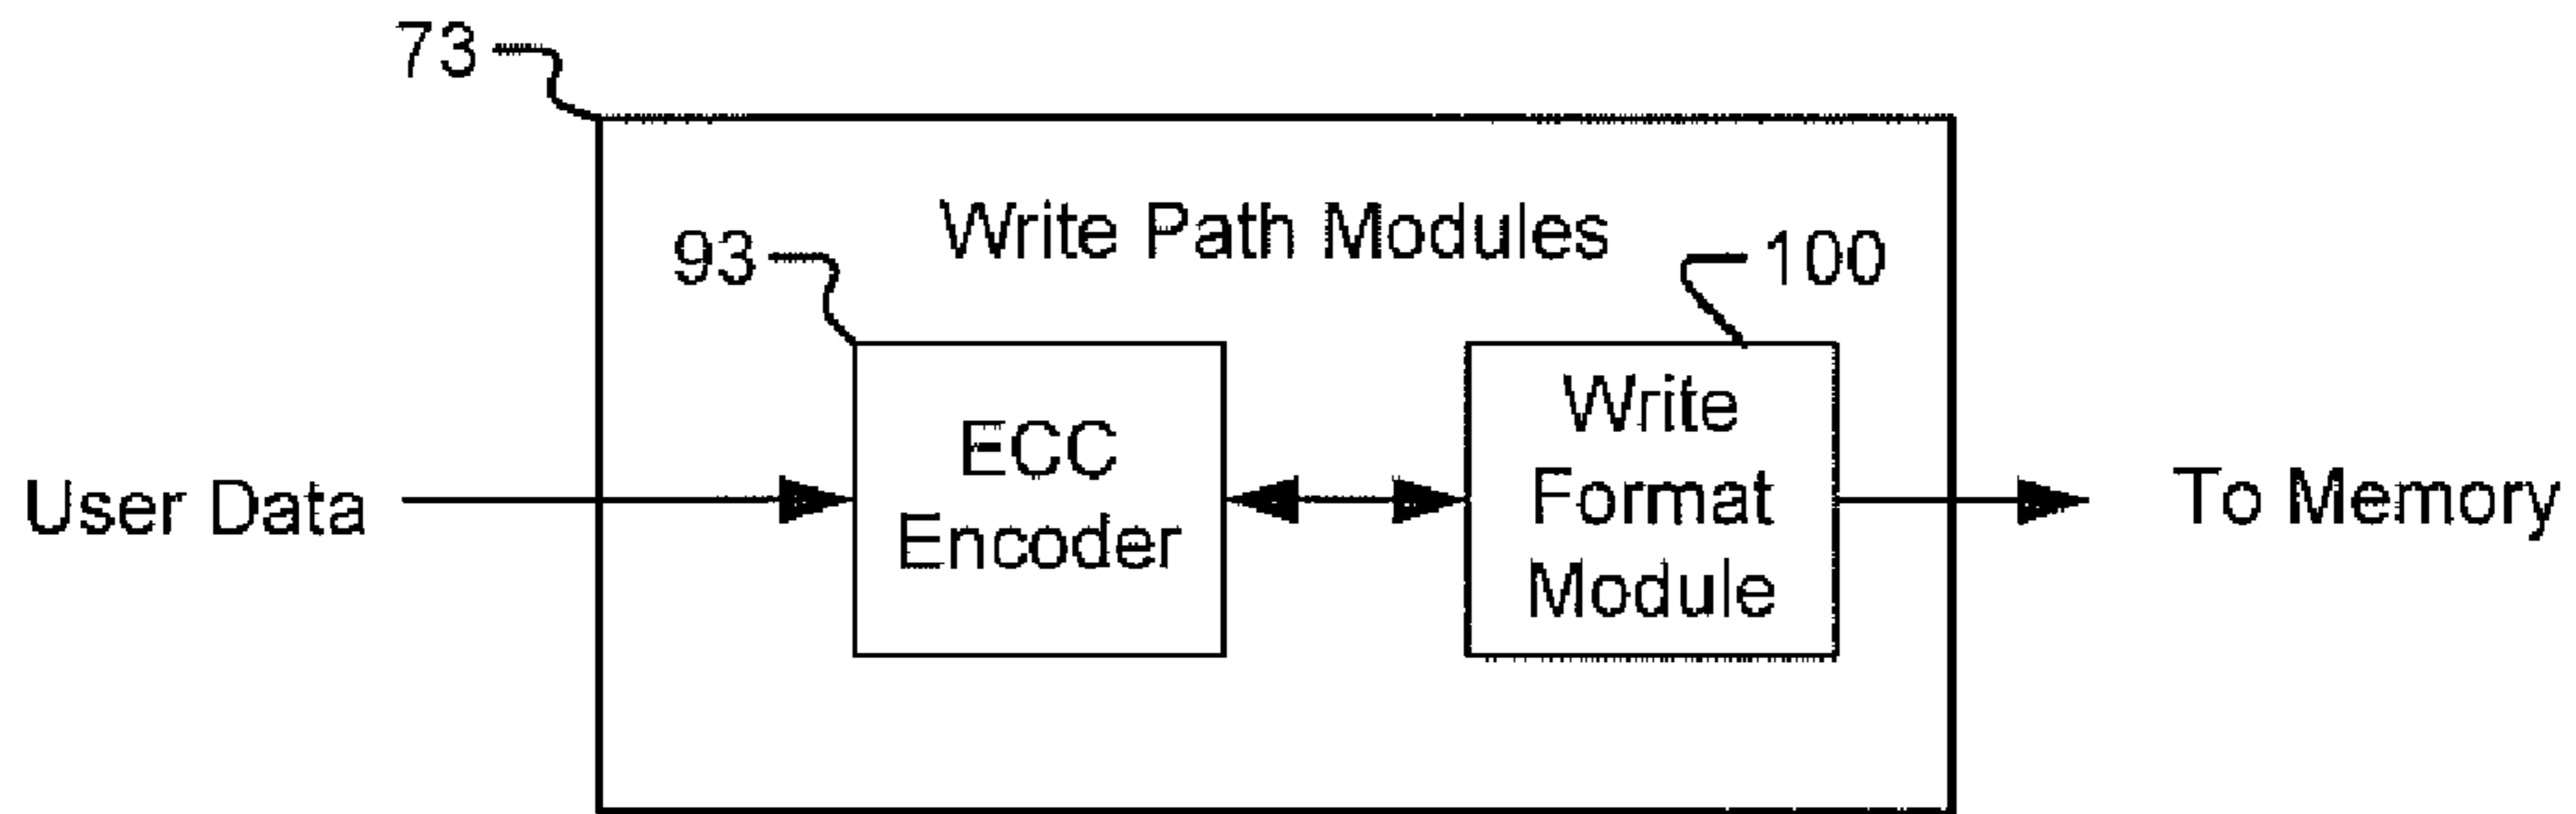 73
Write Path Modules
93
100
ECC
Encoder
Write
Format
Module
User Data
To Memory